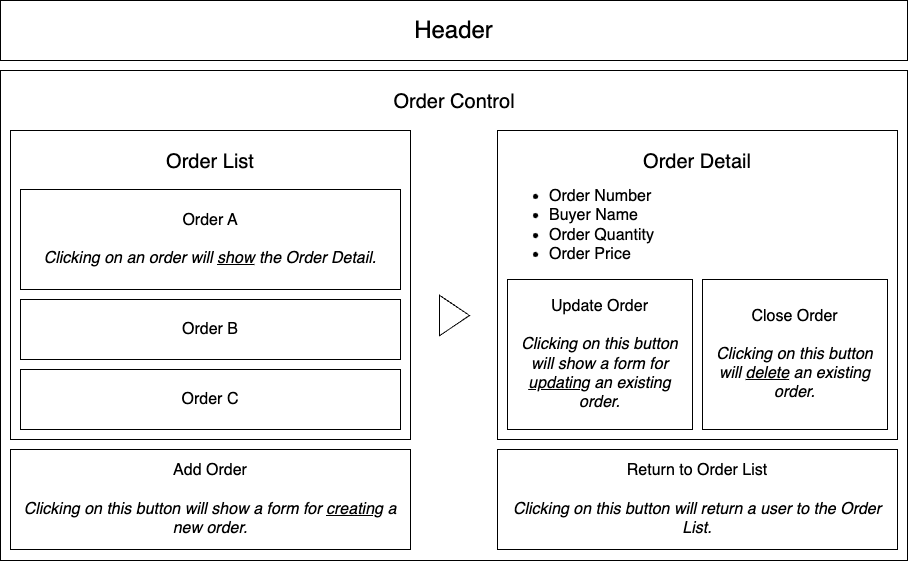 Header
Order Control
Order List
Order A
Clicking on an order will show the Order Detail.
Order B
Order C
Add Order
Clicking on this button will show a form for creating a
new order.
Order Detail
• Order Number
• Buyer Name
• Order Quantity
• Order Price
Update Order
Clicking on this button
will show a form for
updating an existing
order.
Close Order
Clicking on this button
will delete an existing
order.
Return to Order List
Clicking on this button will return a user to the Order
List.